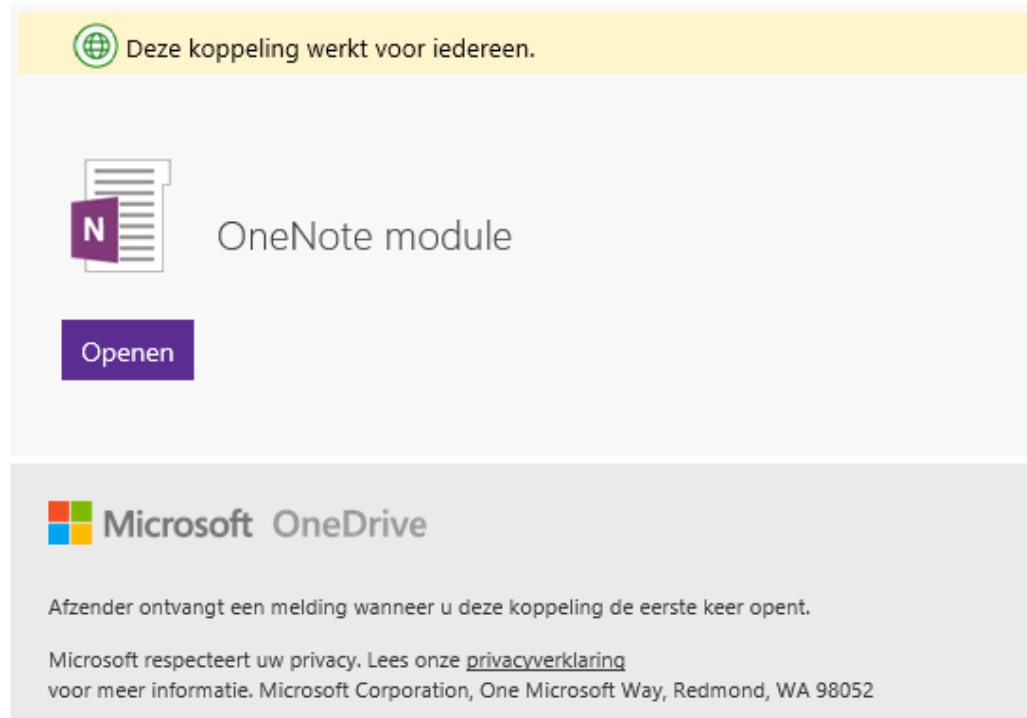 Deze koppeling werkt voor iedereen.
N
OneNote module
Openen
Microsoft OneDrive
Afzender ontvangt een melding wanneer u deze koppeling de eerste keer opent.
Microsoft respecteert uw privacy. Lees onze privacyverklaring
voor meer informatie. Microsoft Corporation, One Microsoft Way, Redmond, WA 98052